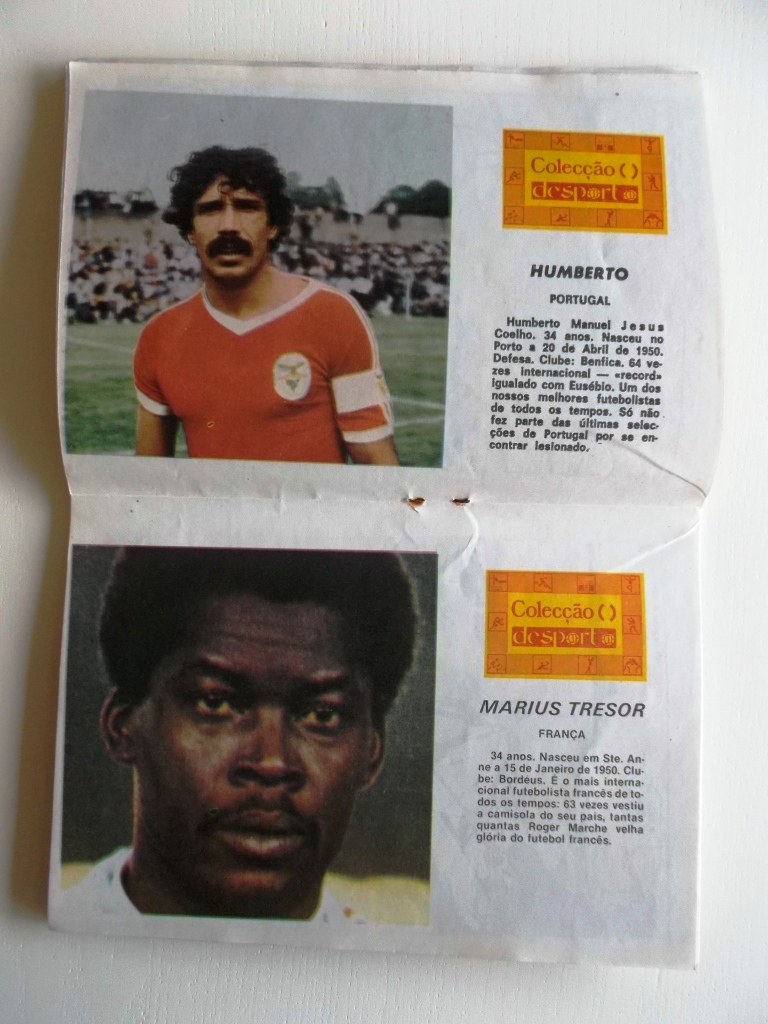 Colecção ()
desporto
HUMBERTO
PORTUGAL
Humberto Manuel Jesus
Coelho. 34 anos. Nasceu no
Porto a 20 de Abril de 1950.
Defesa. Clube: Benfica. 64 ve-
zes internacional — «record»
igualado com Eusébio. Um dos
nossos melhores futebolistas
de todos os tempos. Só não
fez parte das últimas selec-
ções de Portugal por se en-
contrar lesionado.
Colecção ()
desporto
MARIUS TRESOR
FRANÇA
34 anos. Nasceu em Ste. An-
ne a 15 de Janeiro de 1950. Clu-
be: Bordéus. É o mais interna-
cional futebolista francês de to-
dos os tempos: 63 vezes vestiu
a camisola do seu país, tantas
quantas Roger Marche velha
glória do futebol francês.